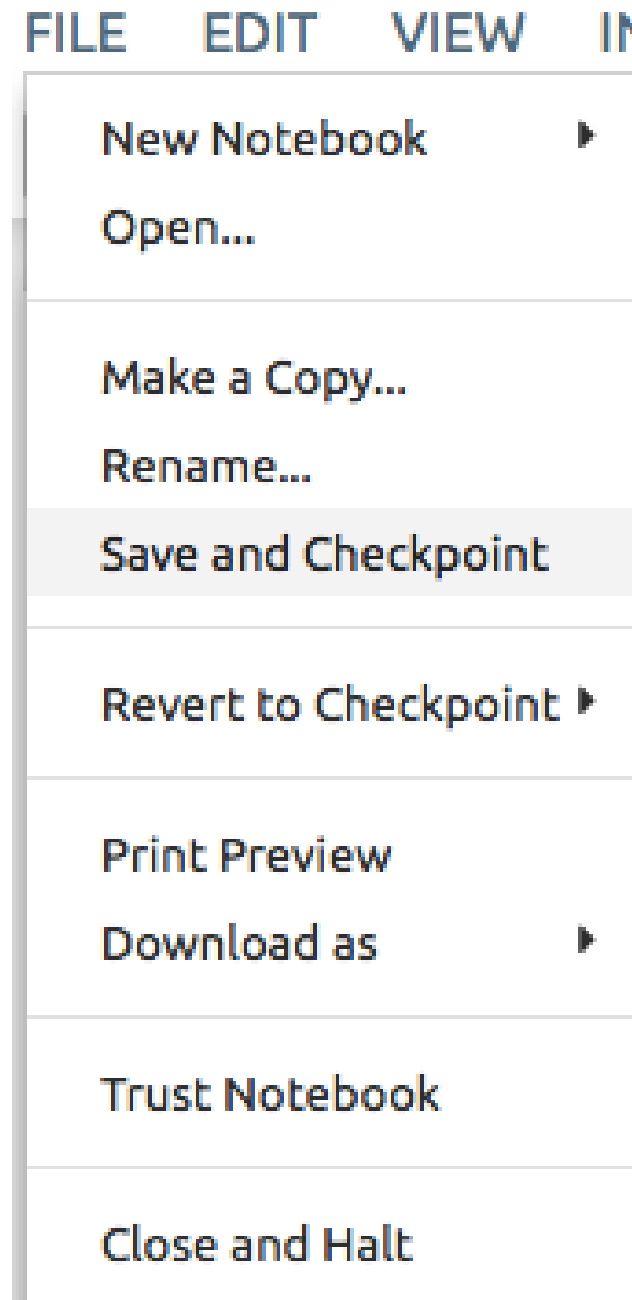 FILE EDIT VIEW
New Notebook
Open...
Make a Copy...
Rename...
Save and Checkpoint
Revert to Checkpoint
Print Preview
Download as
Trust Notebook
Close and Halt